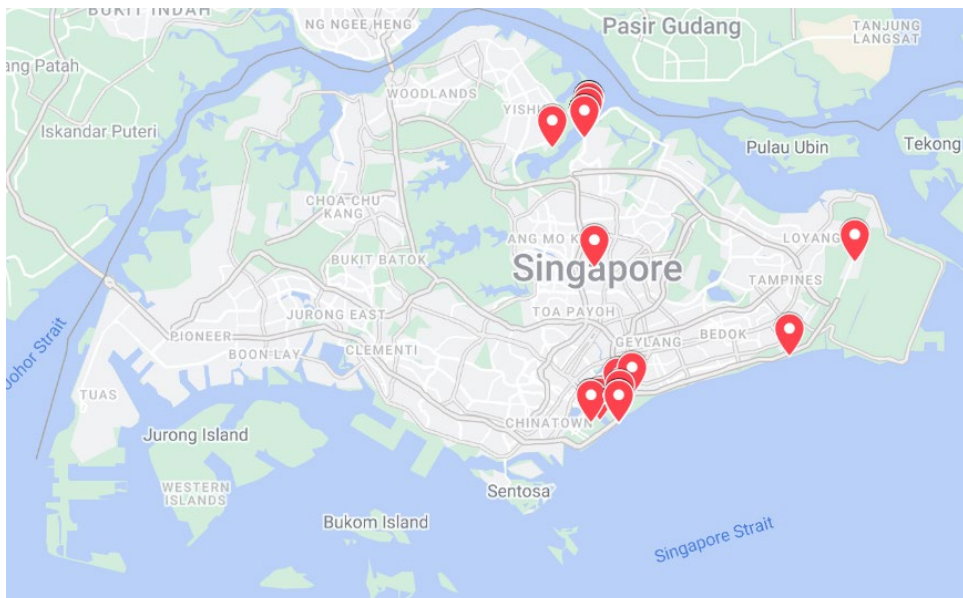 BUKIT INDAH
NG NGEE HENG
Pasir Gudang
TANJUNG
LANGSAT
ang Patah
WOODLANDS
YISH
Iskandar Puteri
Pulau Ubin
Tekong
CHOA CHU
KANG
ANG MO K
LOYANG
BUKIT BATOK
Singapore
TAMPINES
JURONG EAST
TOA PAYOH
PIONEER
GEYLANG
BEDOK
BOON LAY
CLEMENTI
Johor Strait
TUAS
CHINATOWN
Jurong Island
WESTERN
ISLANDS
Sentosa
Bukom Island
Singapore Strait